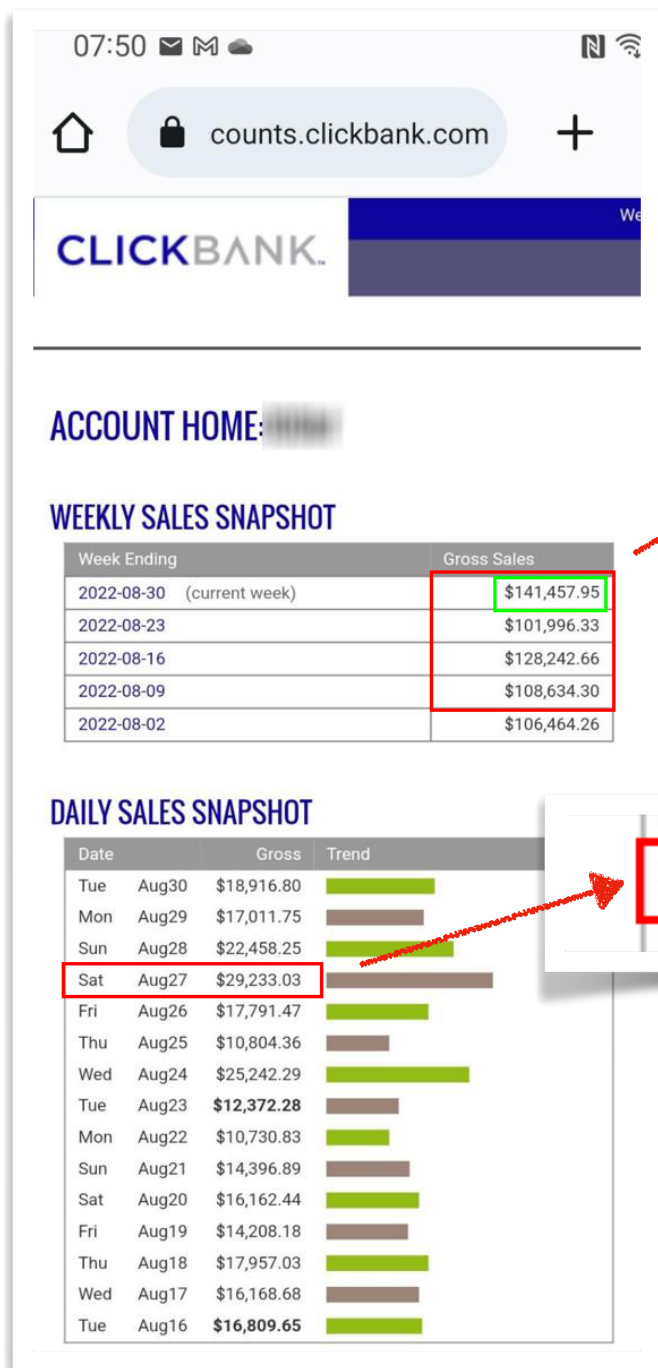 07:50
counts.clickbank.com
We
CLICKBANK™
ACCOUNT HOME:
WEEKLY SALES SNAPSHOT
Week Ending Gross Sales
2022-08-30 (current week) $141,457.95
2022-08-23 $101,996.33
2022-08-16 $128,242.66
2022-08-09 $108,634.30
2022-08-02 $106,464.26
DAILY SALES SNAPSHOT
Date Gross Trend
Tue Aug30 $18,916.80
Mon Aug29 $17,011.75
Sun Aug28 $22,458.25
Sat Aug27 $29,233.03
Fri Aug26 $17,791.47
Thu Aug25 $10,804.36
Wed Aug24 $25,242.29
Tue Aug23 $12,372.28
Mon Aug22 $10,730.83
Sun Aug21 $14,396.89
Sat Aug20 $16,162.44
Fri Aug19 $14,208.18
Thu Aug18 $17,957.03
Wed Aug17 $16,168.68
Tue Aug16 $16,809.65